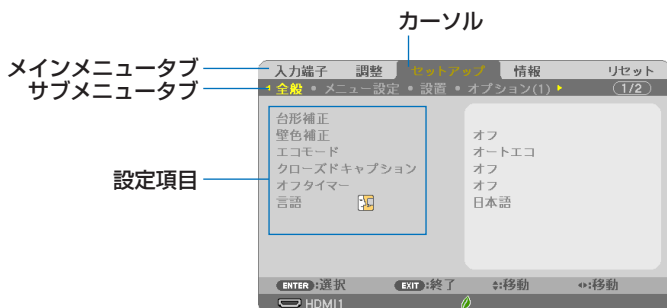 カーソル
メインメニュータブ
サブメニュータブ
設定項目
入力端子 調整 セットアップ 情報 リセット
全般 • メニュー設定 • 設置 • オプション(1) (1/2)
台形補正
壁色補正 オフ
エコモード オートエコ
クローズドキャプション オフ
オフタイマー オフ
言語 日本語
ENTER:選択 EXIT:終了 :移動 :移動
HDMI1